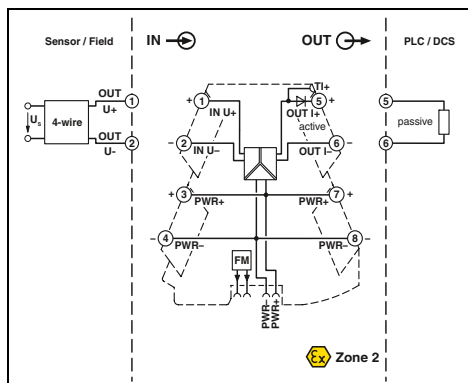 Sensor / Field
IN
OUT
PLC / DCS
OUT
U+
1
+
1
IN U+
TI+
5
+
OUT I+
active
5
Us
4-wire
passive
OUT
U-
2
−
2
IN U−
6
−
OUT I−
6
+
3
PWR+
7
+
PWR+
−
4
PWR−
8
−
PWR−
FM
PWR−
PWR+
Ex
Zone 2